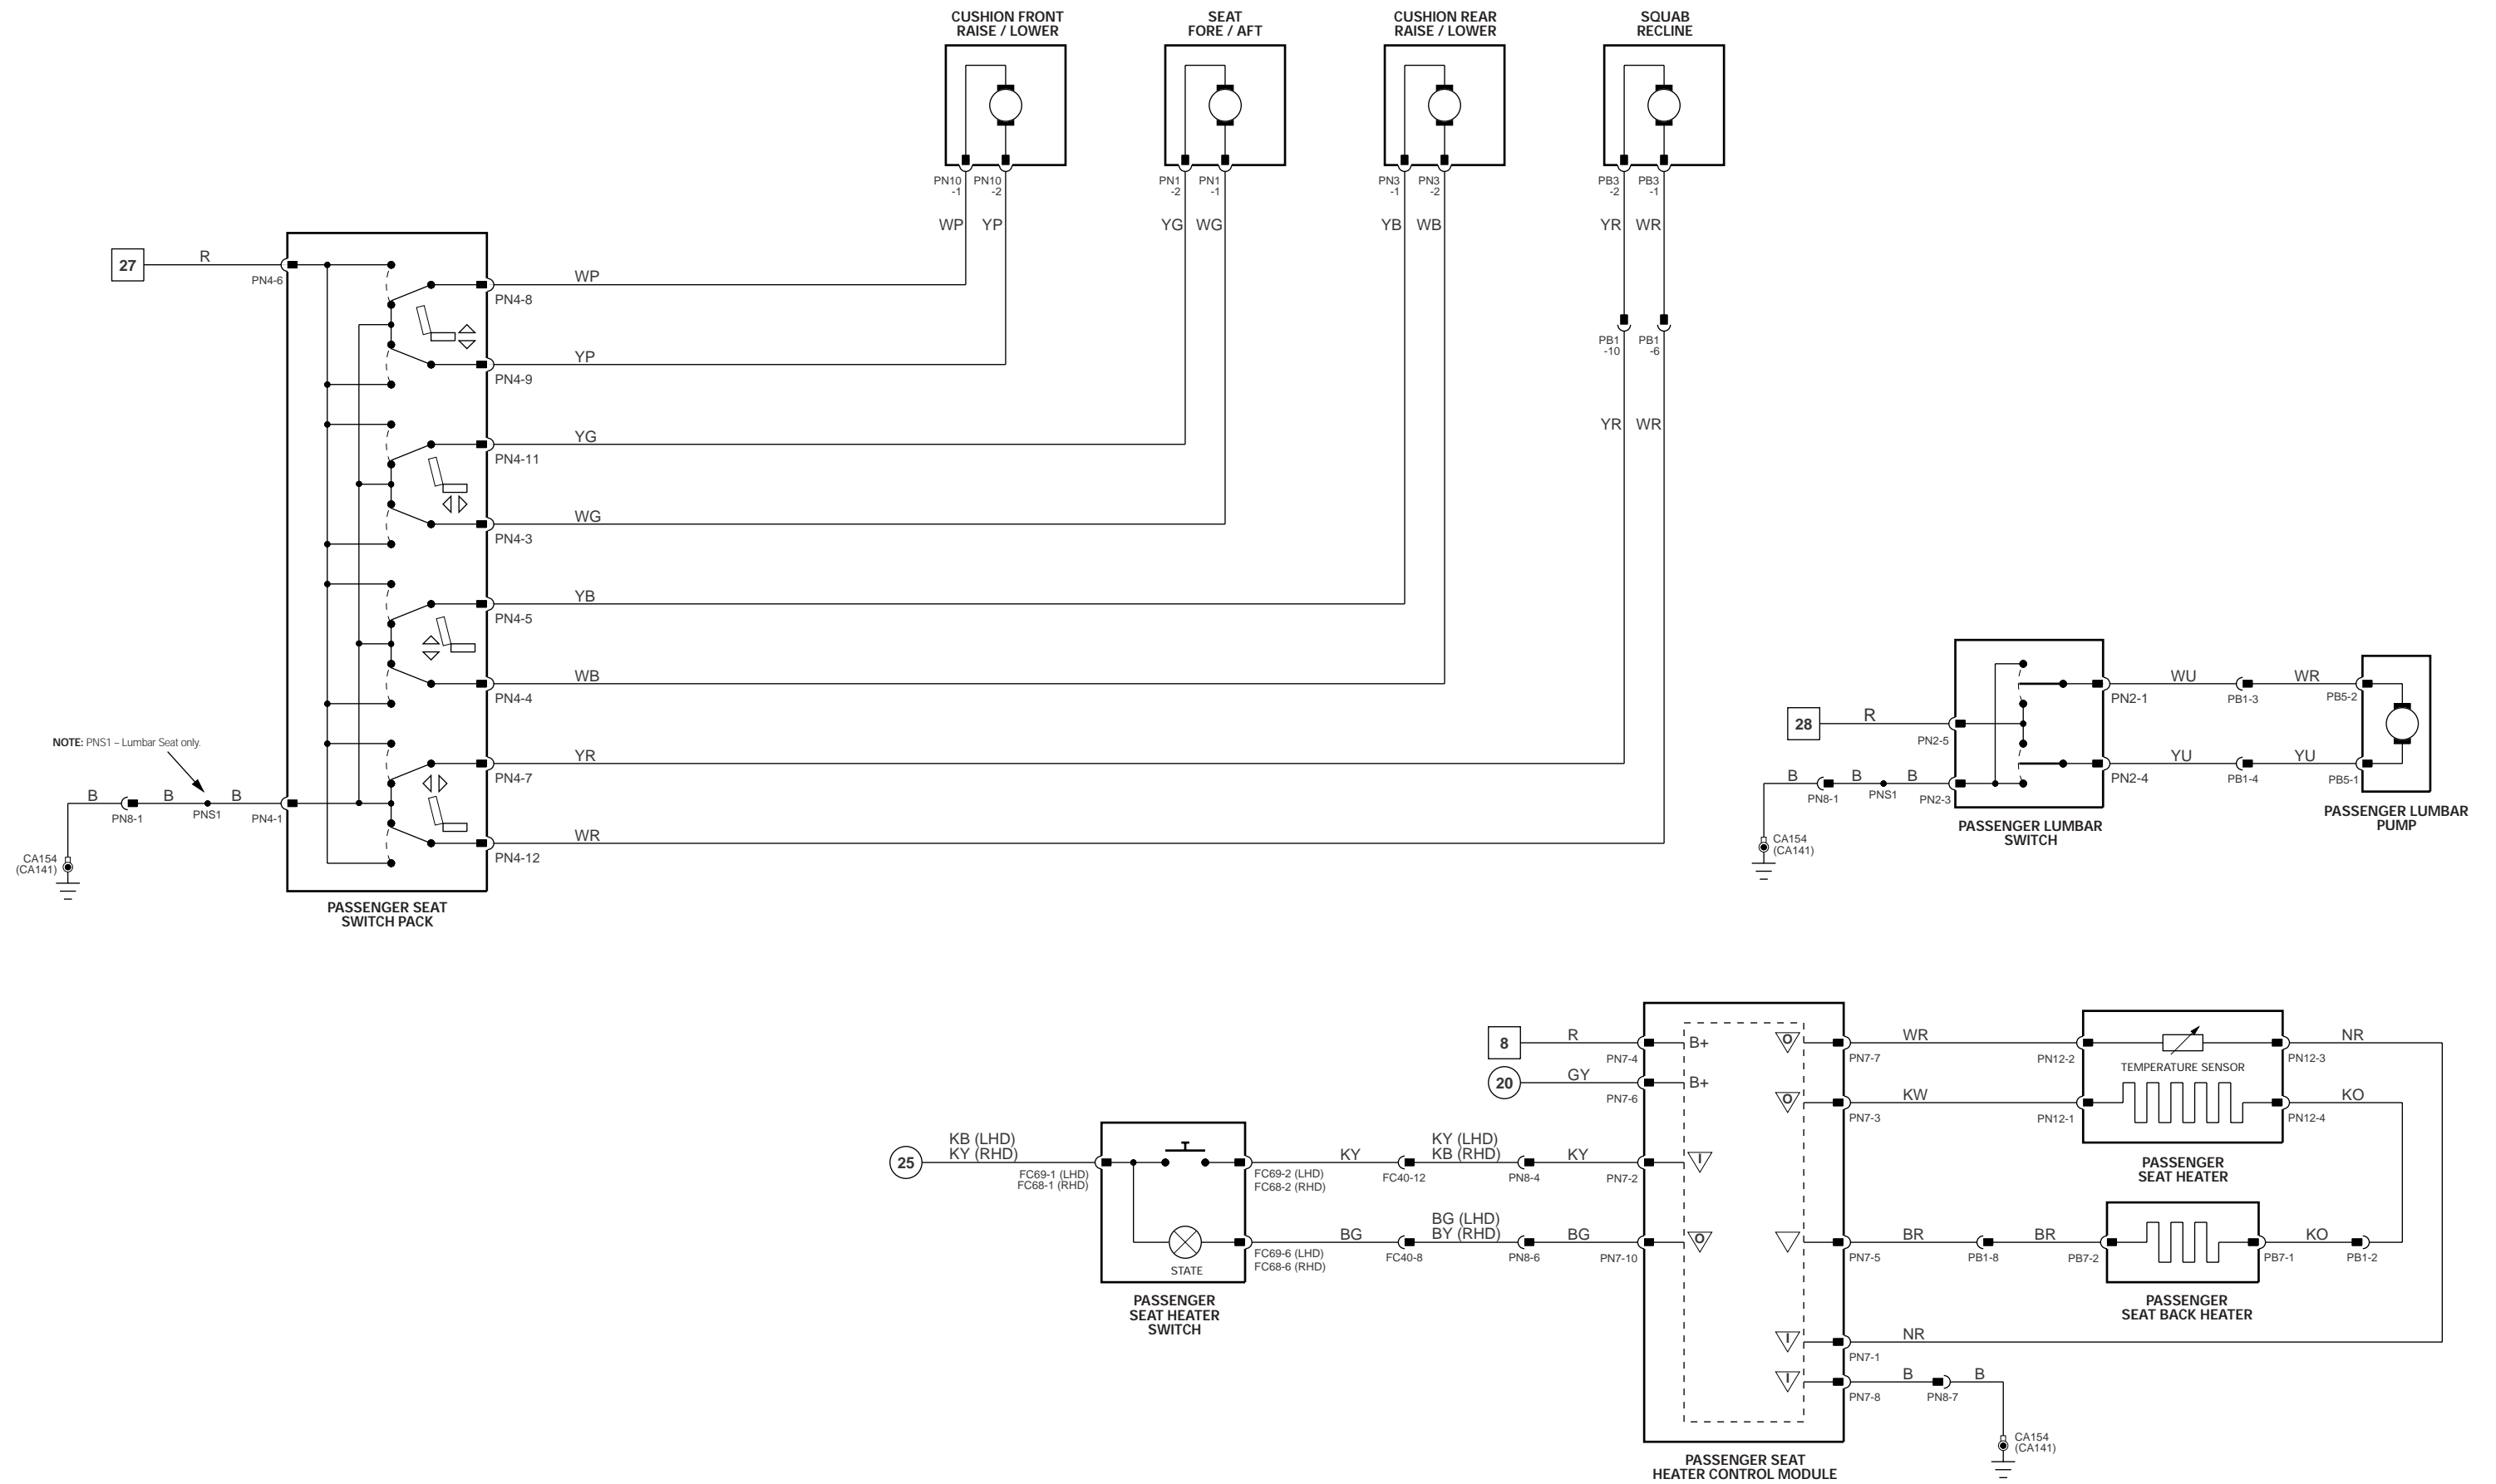 CUSHION FRONT
RAISE / LOWER
SEAT
FORE / AFT
CUSHION REAR
RAISE / LOWER
SQUAB
RECLINE
PN10
-1
PN10
-2
PN1
-2
PN1
-1
PN3
-1
PN3
-2
PB3
-2
PB3
-1
WP
YP
YG
WG
YB
WB
YR
WR
27
R
PN4-6
WP
PN4-8
YP
PN4-9
PB1
-10
PB1
-6
YR
WR
YG
PN4-11
WG
PN4-3
YB
PN4-5
WB
PN4-4
YR
PN4-7
WR
PN4-12
NOTE: PNS1 – Lumbar Seat only.
B
PN8-1
B
PNS1
B
PN4-1
CA154
(CA141)
PASSENGER SEAT
SWITCH PACK
28
R
PN2-5
B
PN8-1
B
PNS1
B
PN2-3
CA154
(CA141)
PN2-1
WU
PB1-3
WR
PB5-2
PN2-4
YU
PB1-4
YU
PB5-1
PASSENGER LUMBAR
SWITCH
PASSENGER LUMBAR
PUMP
8
R
PN7-4
B+
20
GY
PN7-6
B+
O
PN7-7
WR
PN12-2
TEMPERATURE SENSOR
PN12-3
NR
O
PN7-3
KW
PN12-1
PN12-4
KO
PASSENGER
SEAT HEATER
25
KB (LHD)
KY (RHD)
FC69-1 (LHD)
FC68-1 (RHD)
FC69-2 (LHD)
FC68-2 (RHD)
KY
FC40-12
KY (LHD)
KB (RHD)
PN8-4
KY
PN7-2
I
STATE
FC69-6 (LHD)
FC68-6 (RHD)
BG
FC40-8
BG (LHD)
BY (RHD)
PN8-6
BG
PN7-10
O
PASSENGER
SEAT HEATER
SWITCH
PN7-5
BR
PB1-8
BR
PB7-2
PB7-1
KO
PB1-2
PASSENGER
SEAT BACK HEATER
I
PN7-1
NR
I
PN7-8
B
PN8-7
B
CA154
(CA141)
PASSENGER SEAT
HEATER CONTROL MODULE